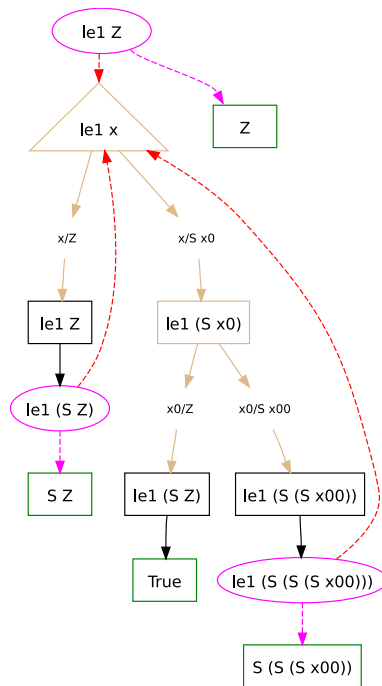 le1 Z
Z
le1 x
x/Z
x/S x0
le1 Z
le1 (S x0)
le1 (S Z)
x0/Z
x0/S x00
S Z
le1 (S Z)
le1 (S (S x00))
True
le1 (S (S (S x00)))
S (S (S x00))